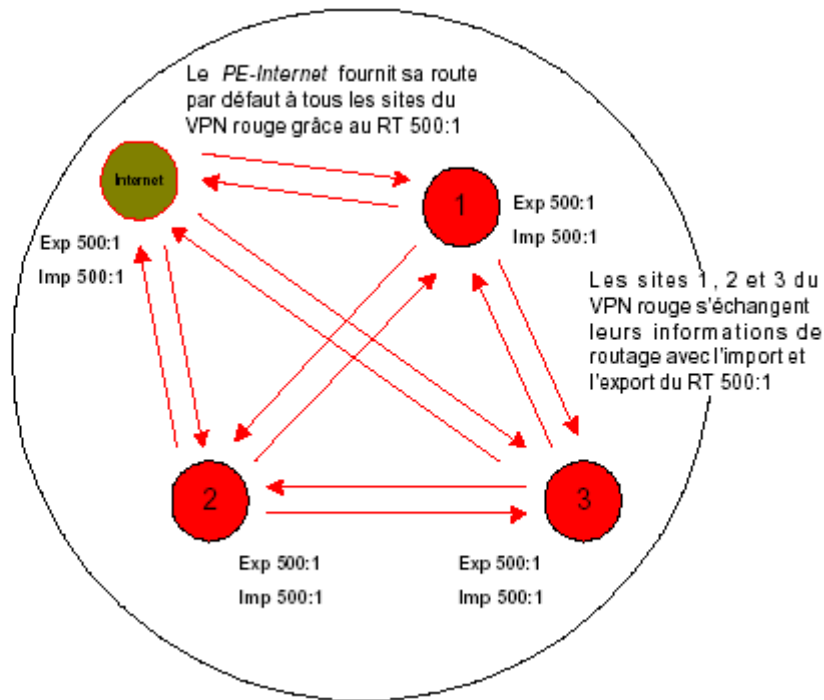 Le PE-Internet fournit sa route
par défaut à tous les sites du
VPN rouge grâce au RT 500:1
Internet
1
Exp 500:1
Imp 500:1
Exp 500:1
Imp 500:1
Les sites 1, 2 et 3 du
VPN rouge s'échangent
leurs informations de
routage avec l'import et
l'export du RT 500:1
2
3
Exp 500:1
Imp 500:1
Exp 500:1
Imp 500:1